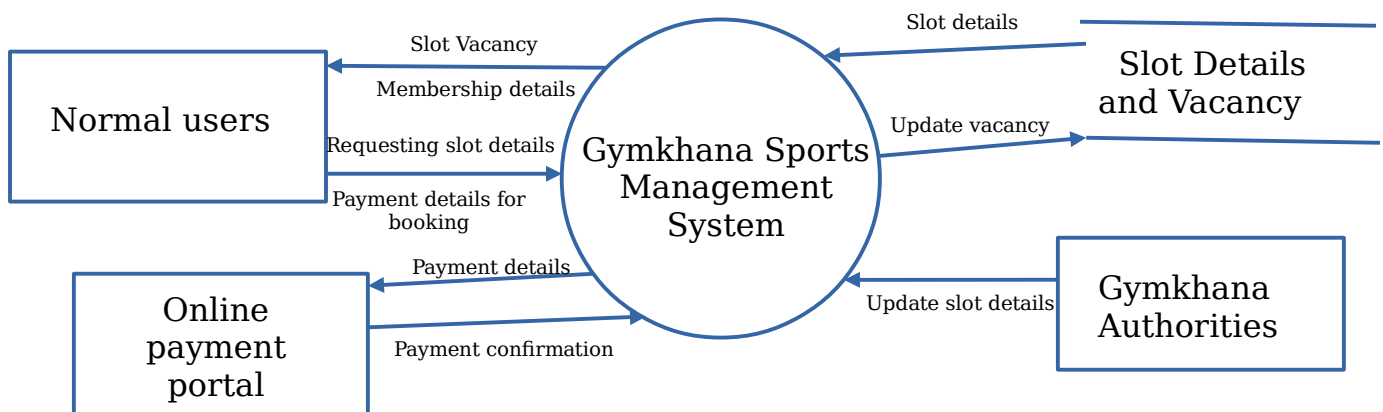 Slot details
Slot Vacancy
Slot Details
and Vacancy
Membership details
Normal users
Update vacancy
Requesting slot details
Gymkhana Sports
Management
System
Payment details for
booking
Payment details
Online
payment
portal
Update slot details
Gymkhana
Authorities
Payment confirmation